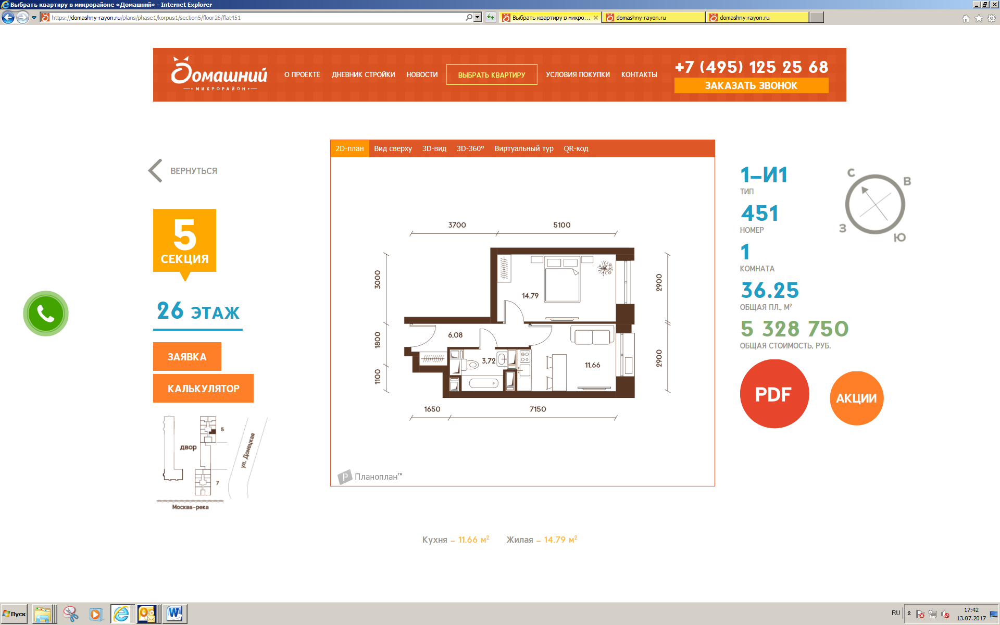 Выбрать квартиру в микрорайоне «Домашний» - Internet Explorer
https://domashny-rayon.ru/plans/phase1/korpus1/section5/floor26/flat451
Выбрать квартиру в микро...
domashny-rayon.ru
domashny-rayon.ru
Домашний
МИКРОРАЙОН
О ПРОЕКТЕ
ДНЕВНИК СТРОЙКИ
НОВОСТИ
ВЫБРАТЬ КВАРТИРУ
УСЛОВИЯ ПОКУПКИ
КОНТАКТЫ
+7 (495) 125 25 68
ЗАКАЗАТЬ ЗВОНОК
2D-план
Вид сверху
3D-вид
3D-360°
Виртуальный тур
QR-код
ВЕРНУТЬСЯ
5
СЕКЦИЯ
26 ЭТАЖ
ЗАЯВКА
КАЛЬКУЛЯТОР
5
двор
ул. Донецкая
7
Москва-река
3700
5100
3000
2900
14,79
6,08
1800
3,72
11,66
2900
1100
1650
7150
Планоплан™
1-И1
ТИП
451
НОМЕР
1
КОМНАТА
36.25
ОБЩАЯ ПЛ., М²
5 328 750
ОБЩАЯ СТОИМОСТЬ, РУБ.
PDF
АКЦИИ
С
В
З
Ю
Кухня – 11.66 м²
Жилая – 14.79 м²
Пуск
RU
17:42
13.07.2017